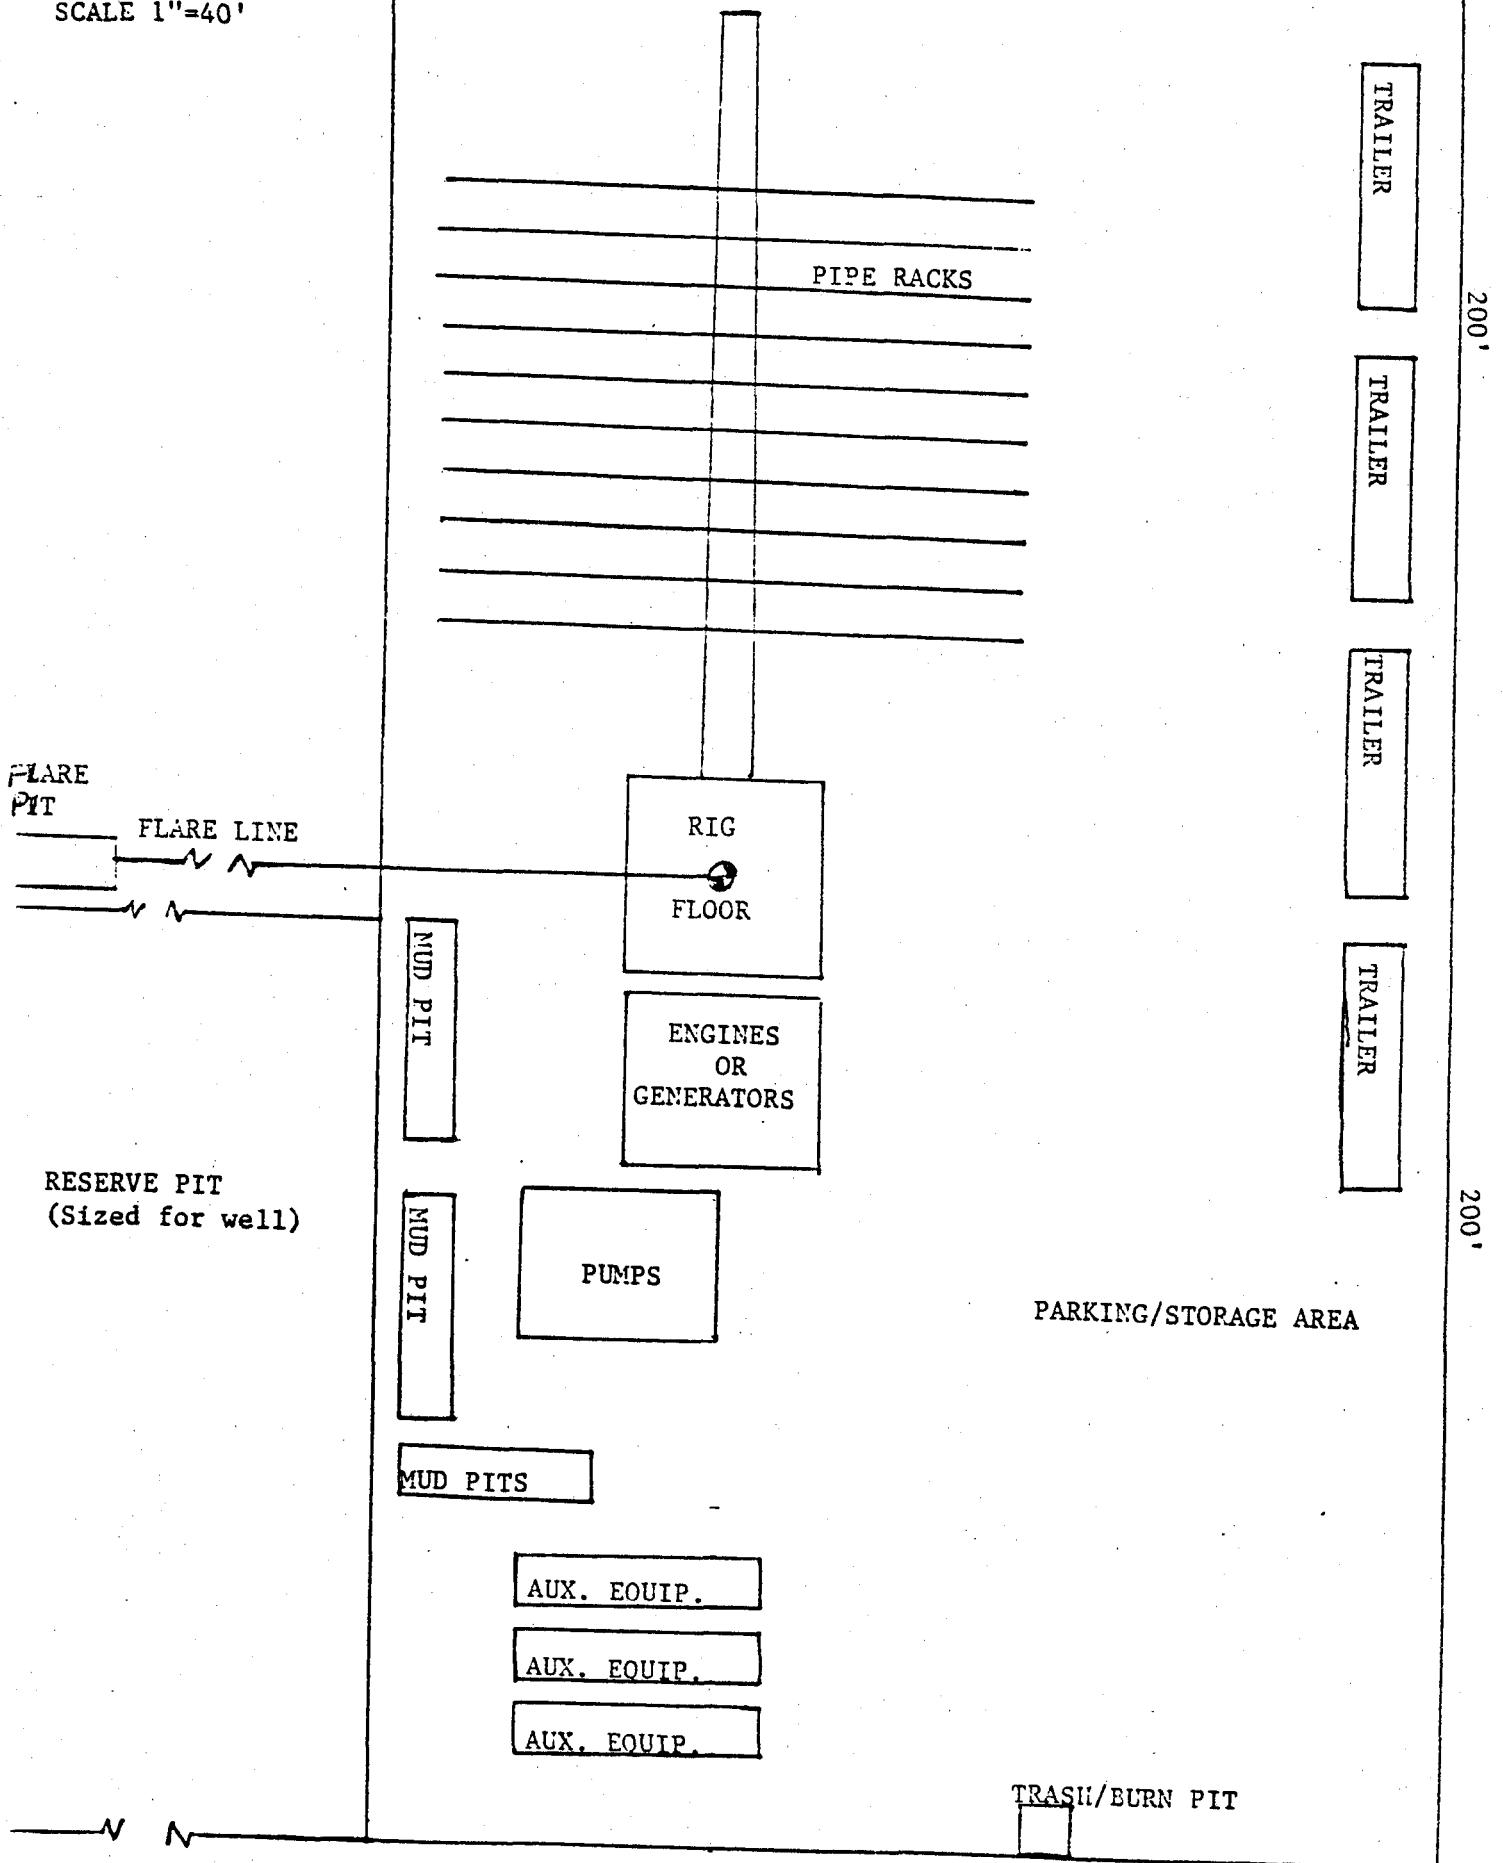 SCALE 1"=40'
TRAILER
PIPE RACKS
200'
TRAILER
TRAILER
FLARE
PIT
FLARE LINE
RIG
FLOOR
MUD PIT
TRAILER
ENGINES
OR
GENERATORS
RESERVE PIT
(Sized for well)
MUD PIT
PUMPS
200'
PARKING/STORAGE AREA
MUD PITS
AUX. EQUIP.
AUX. EQUIP.
AUX. EQUIP.
TRASH/BURN PIT